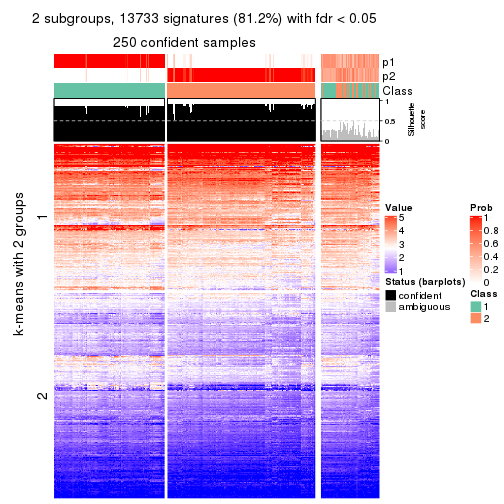 2 subgroups, 13733 signatures (81.2%) with fdr < 0.05
250 confident samples
p1
p2
Class
1
0.5
0
Silhouette
score
k-means with 2 groups
1
2
Value
5
4
3
2
1
Status (barplots)
confident
ambiguous
Prob
1
0.8
0.6
0.4
0.2
0
Class
1
2